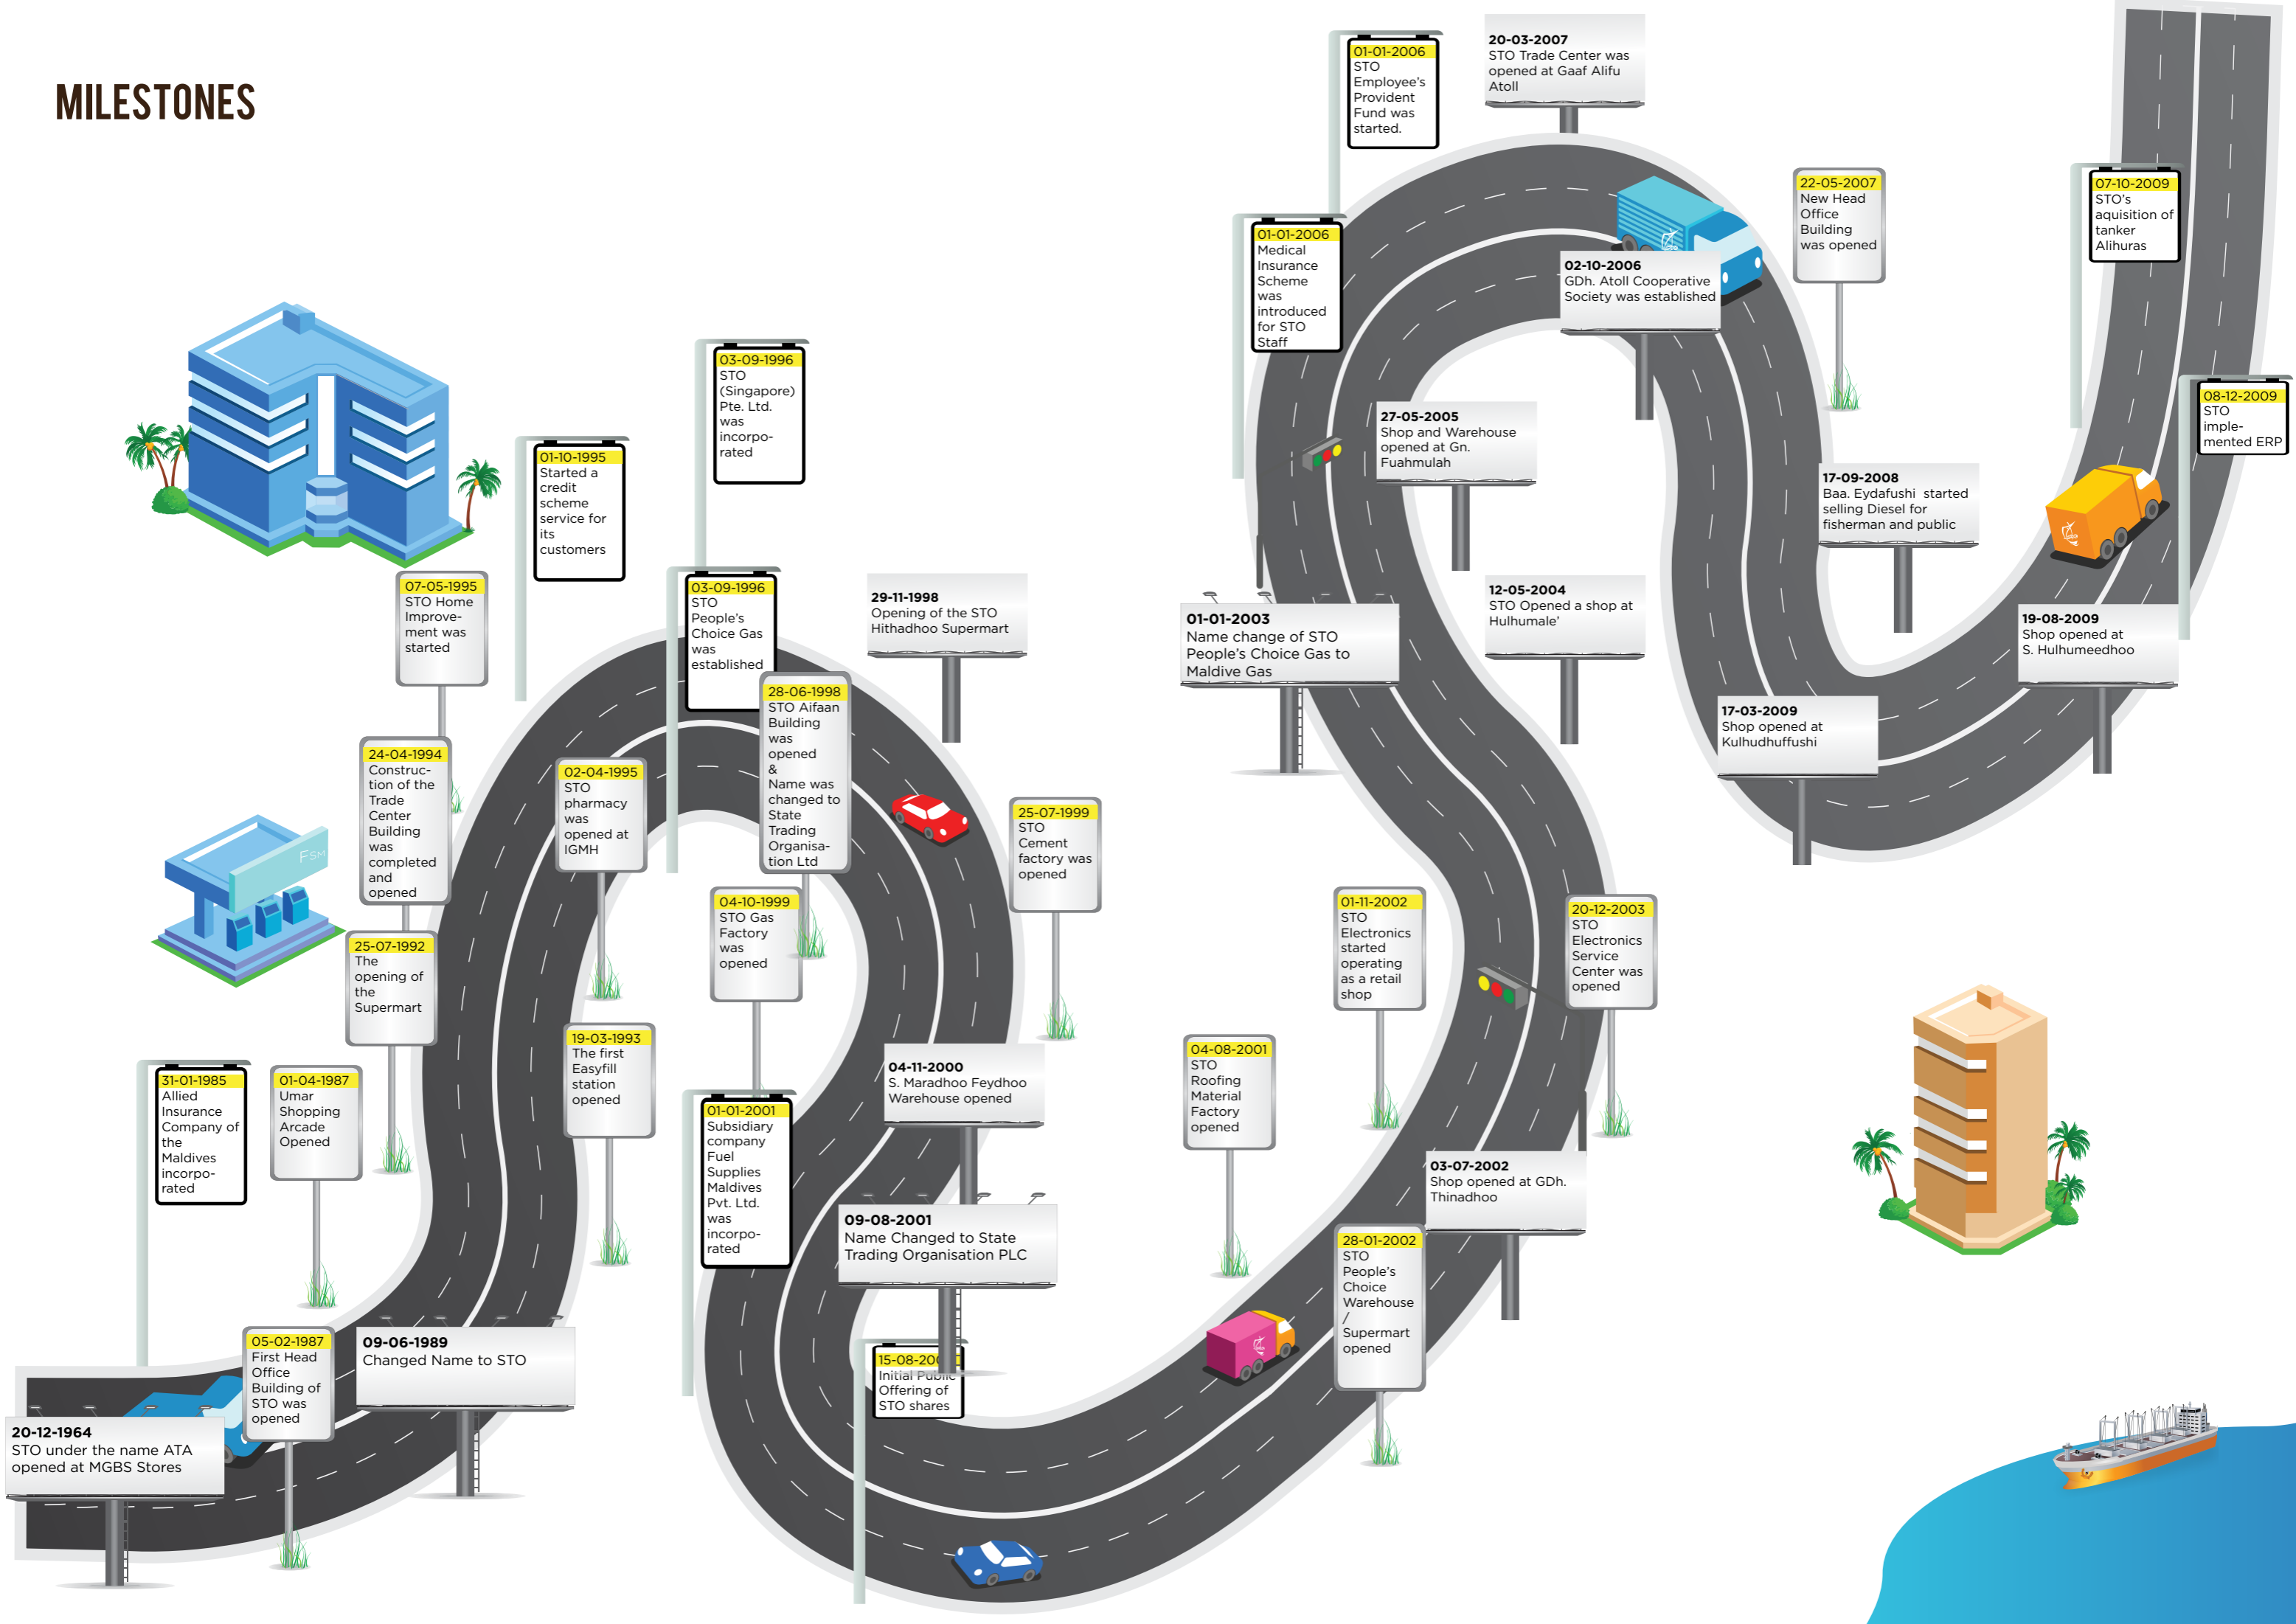 MILESTONES
01-01-2006
STO
Employee's
Provident
Fund was
started.
20-03-2007
STO Trade Center was
opened at Gaaf Alifu
Atoll
22-05-2007
New Head
Office
Building
was opened
07-10-2009
STO's
aquisition of
tanker
Alihuras
01-01-2006
Medical
Insurance
Scheme
was
introduced
for STO
Staff
02-10-2006
GDh. Atoll Cooperative
Society was established
03-09-1996
STO
(Singapore)
Pte. Ltd.
was
incorpo-
rated
08-12-2009
STO
imple-
mented ERP
27-05-2005
Shop and Warehouse
opened at Gn.
Fuahmulah
01-10-1995
Started a
credit
scheme
service for
its
customers
17-09-2008
Baa. Eydafushi started
selling Diesel for
fisherman and public
07-05-1995
STO Home
Improve-
ment was
started
03-09-1996
STO
People's
Choice Gas
was
established
29-11-1998
Opening of the STO
Hithadhoo Supermart
12-05-2004
STO Opened a shop at
Hulhumale'
01-01-2003
Name change of STO
People's Choice Gas to
Maldive Gas
19-08-2009
Shop opened at
S. Hulhumeedhoo
28-06-1998
STO Aifaan
Building
was
opened
&
Name was
changed to
State
Trading
Organisa-
tion Ltd
17-03-2009
Shop opened at
Kulhudhuffushi
24-04-1994
Construc-
tion of the
Trade
Center
Building
was
completed
and
opened
02-04-1995
STO
pharmacy
was
opened at
IGMH
25-07-1999
STO
Cement
factory was
opened
FSM
04-10-1999
STO Gas
Factory
was
opened
01-11-2002
STO
Electronics
started
operating
as a retail
shop
20-12-2003
STO
Electronics
Service
Center was
opened
25-07-1992
The
opening of
the
Supermart
19-03-1993
The first
Easyfill
station
opened
04-11-2000
S. Maradhoo Feydhoo
Warehouse opened
04-08-2001
STO
Roofing
Material
Factory
opened
31-01-1985
Allied
Insurance
Company of
the
Maldives
incorpo-
rated
01-04-1987
Umar
Shopping
Arcade
Opened
01-01-2001
Subsidiary
company
Fuel
Supplies
Maldives
Pvt. Ltd.
was
incorpo-
rated
03-07-2002
Shop opened at GDh.
Thinadhoo
09-08-2001
Name Changed to State
Trading Organisation PLC
28-01-2002
STO
People's
Choice
Warehouse
/
Supermart
opened
05-02-1987
First Head
Office
Building of
STO was
opened
09-06-1989
Changed Name to STO
Initial Public
Offering of
STO shares
20-12-1964
STO under the name ATA
opened at MGBS Stores